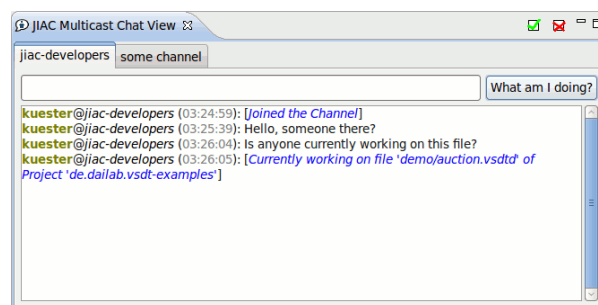 JIAC Multicast Chat View
jiac-developers some channel
What am I doing?
kuester@jiac-developers (03:24:59): [Joined the Channel]
kuester@jiac-developers (03:25:39): Hello, someone there?
kuester@jiac-developers (03:26:04): Is anyone currently working on this file?
kuester@jiac-developers (03:26:05): [Currently working on file 'demo/auction.vsdtd' of
Project 'de.dailab.vsdt-examples']